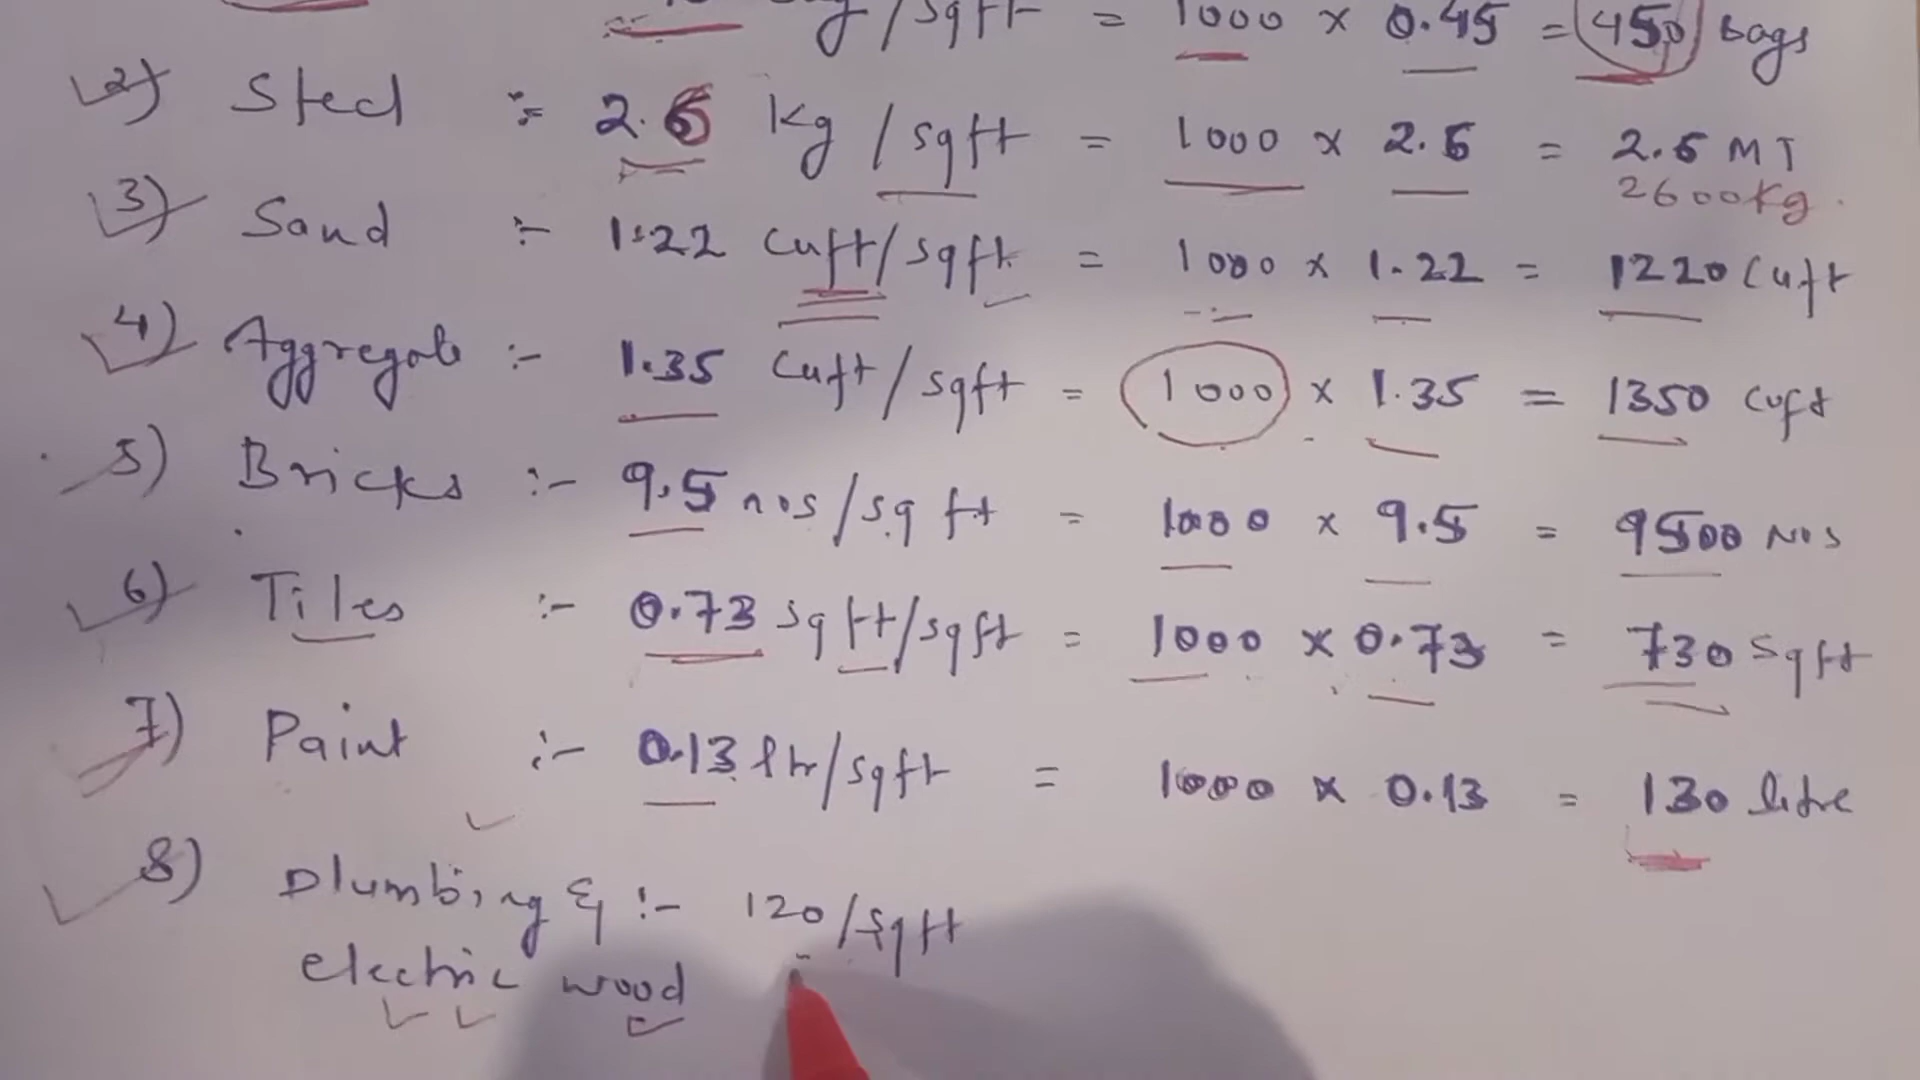 /sqft = 1000 x 0.45 = 450 bags
2) Steel :- 2.6 Kg/sqft = 1000 x 2.6 = 2.6 MT
2600kg.
3) Sand :- 1.22 Cuft/sqft = 1000 x 1.22 = 1220 Cuft
4) Aggregate :- 1.35 Cuft/sqft = 1000 x 1.35 = 1350 Cuft
5) Bricks :- 9.5 nos/sqft = 1000 x 9.5 = 9500 Nos
6) Tiles :- 0.73 sqft/sqft = 1000 x 0.73 = 730 Sqft
7) Paint :- 0.13 ltr/sqft = 1000 x 0.13 = 130 litre
8) Plumbing & :- 120/sqft
electric wood